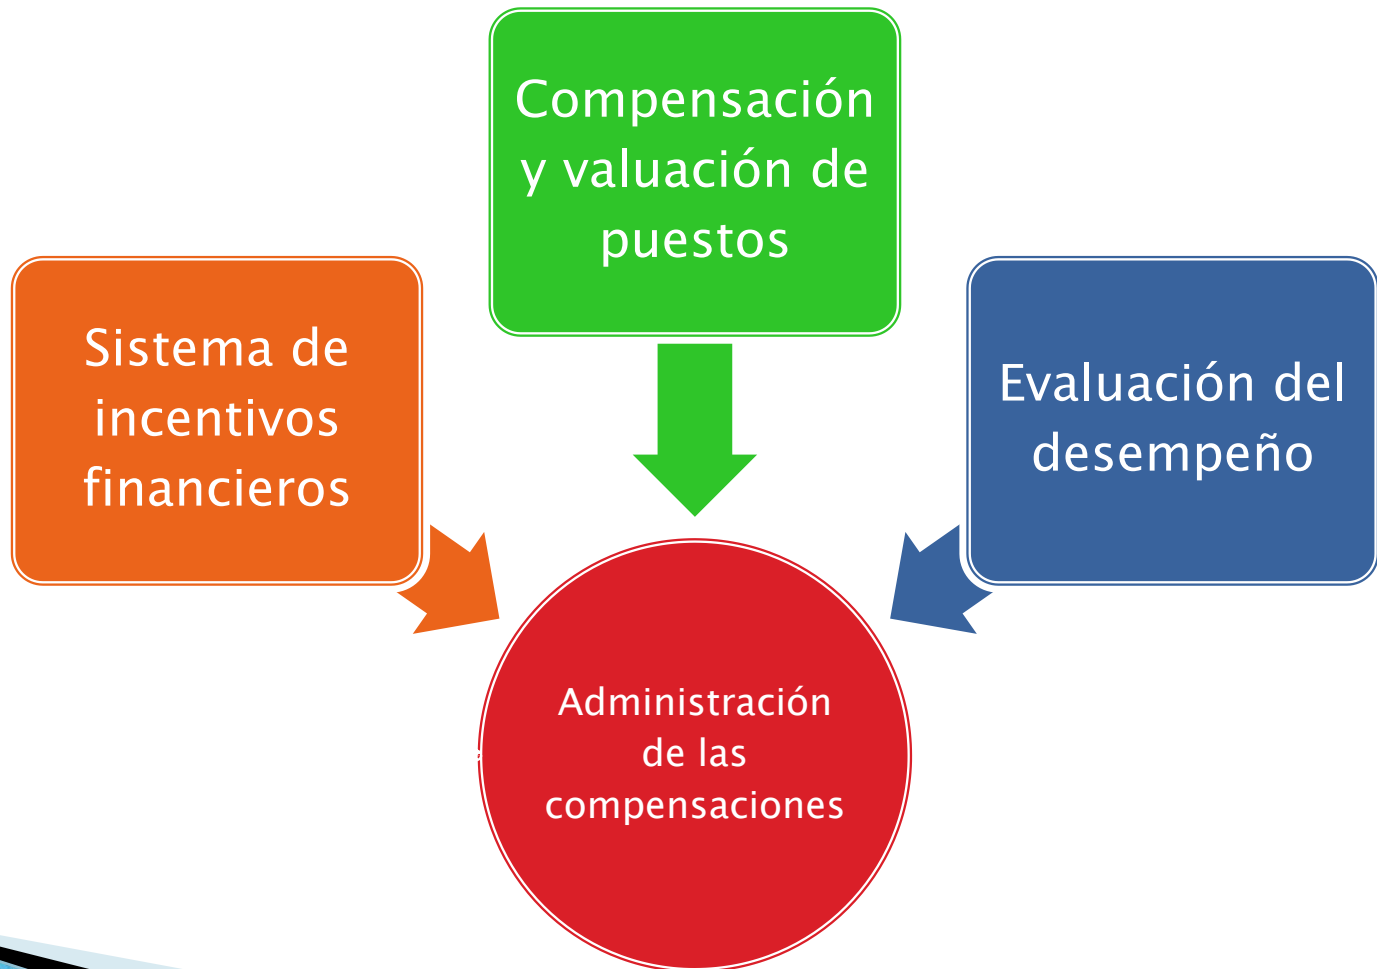 Compensación
y valuación de
puestos
Sistema de
incentivos
financieros
Evaluación del
desempeño
Administración
de las
compensaciones